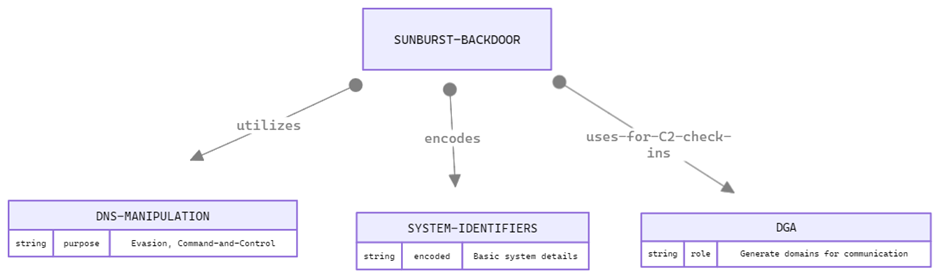 SUNBURST-BACKDOOR
utilizes
encodes
uses-for-C2-check-
ins
DNS-MANIPULATION
string purpose Evasion, Command-and-Control
SYSTEM-IDENTIFIERS
string encoded Basic system details
DGA
string role Generate domains for communication